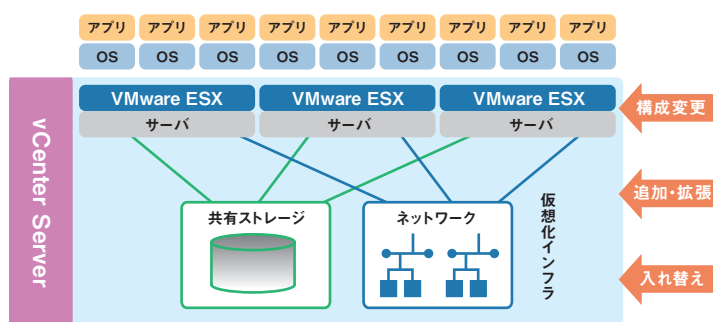 アプリ アプリ アプリ アプリ アプリ アプリ アプリ アプリ アプリ
OS OS OS OS OS OS OS OS OS
vCenter Server
VMware ESX VMware ESX VMware ESX
サーバ サーバ サーバ
構成変更
追加・拡張
入れ替え
共有ストレージ
ネットワーク
仮想化インフラ